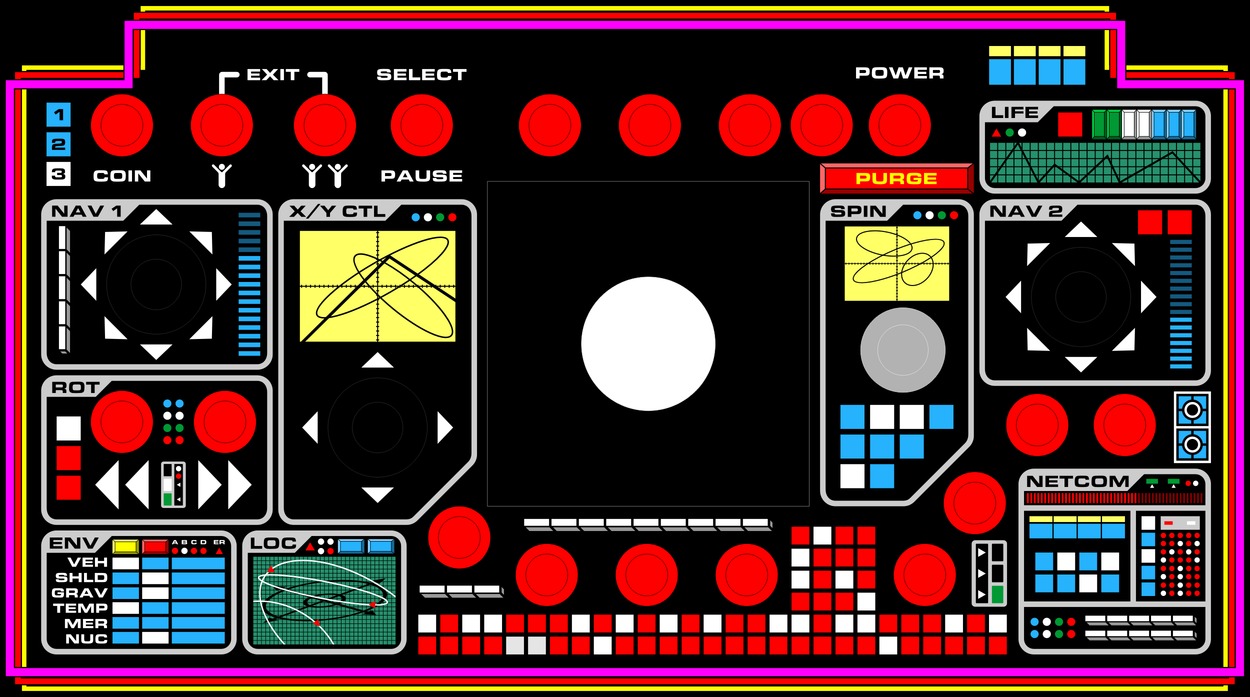 EXIT
SELECT
POWER
1
2
3
COIN
PAUSE
PURGE
LIFE
NAV 1
X/Y CTL
SPIN
NAV 2
ROT
NETCOM
ENV
A B C D ER
LOC
VEH
SHLD
GRAV
TEMP
MER
NUC